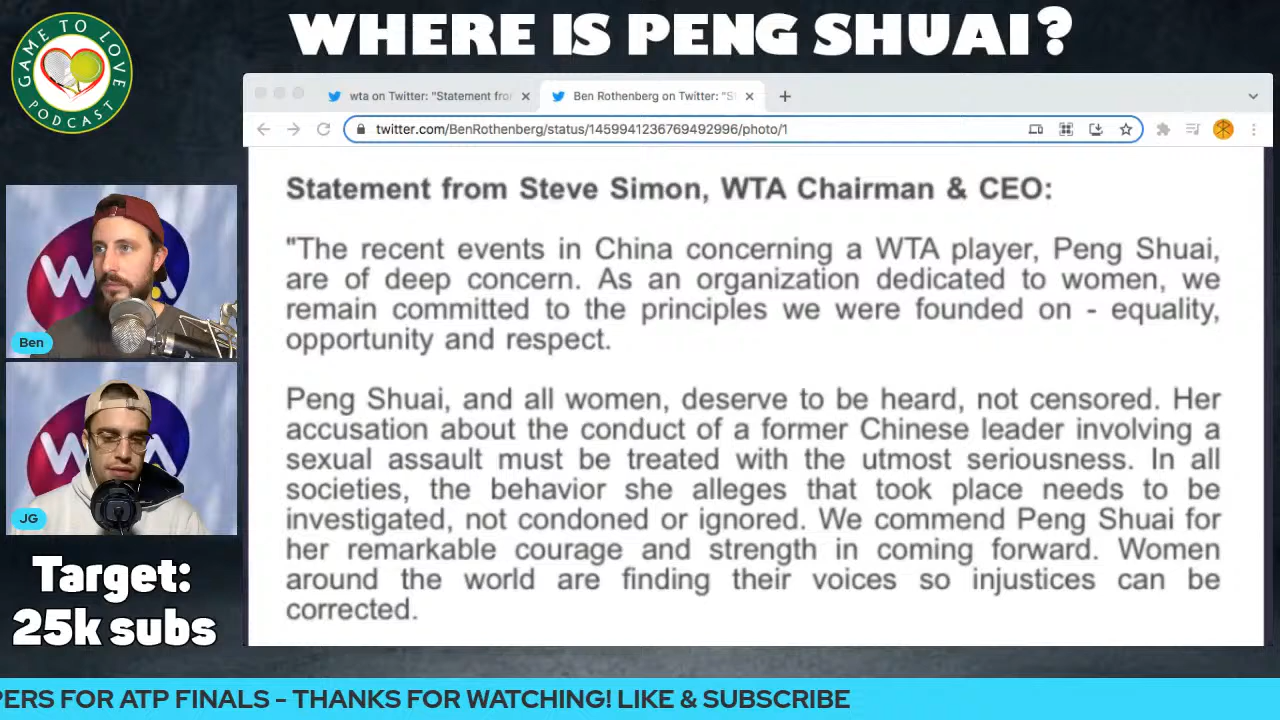 GAME TO LOVE
PODCAST
WHERE IS PENG SHUAI?
wta on Twitter: "Statement fro
Ben Rothenberg on Twitter: "S
twitter.com/BenRothenberg/status/1459941236769492996/photo/1
Statement from Steve Simon, WTA Chairman & CEO:
"The recent events in China concerning a WTA player, Peng Shuai,
are of deep concern. As an organization dedicated to women, we
remain committed to the principles we were founded on - equality,
opportunity and respect.
Peng Shuai, and all women, deserve to be heard, not censored. Her
accusation about the conduct of a former Chinese leader involving a
sexual assault must be treated with the utmost seriousness. In all
societies, the behavior she alleges that took place needs to be
investigated, not condoned or ignored. We commend Peng Shuai for
her remarkable courage and strength in coming forward. Women
around the world are finding their voices so injustices can be
corrected.
Ben
JG
Target:
25k subs
PERS FOR ATP FINALS - THANKS FOR WATCHING! LIKE & SUBSCRIBE